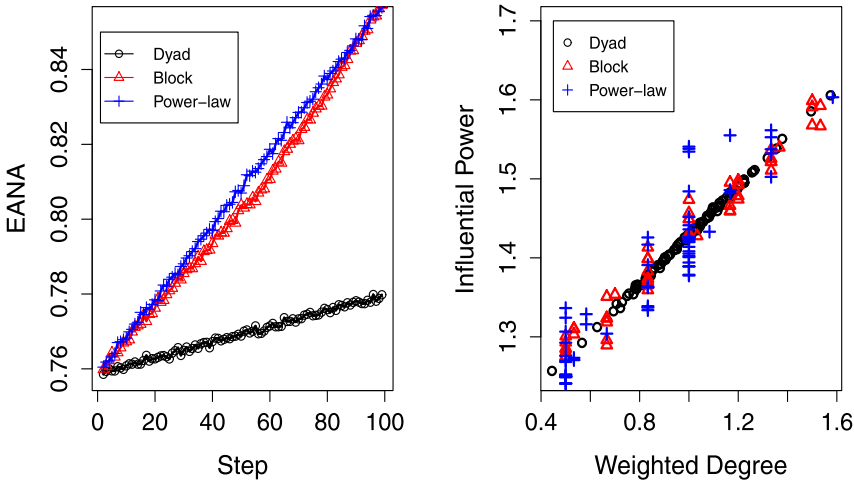 EANA
0.84
0.82
0.80
0.78
0.76
Dyad
Block
Power−law
0 20 40 60 80 100
Step
Influential Power
1.7
1.6
1.5
1.4
1.3
Dyad
Block
Power−law
0.4 0.8 1.2 1.6
Weighted Degree